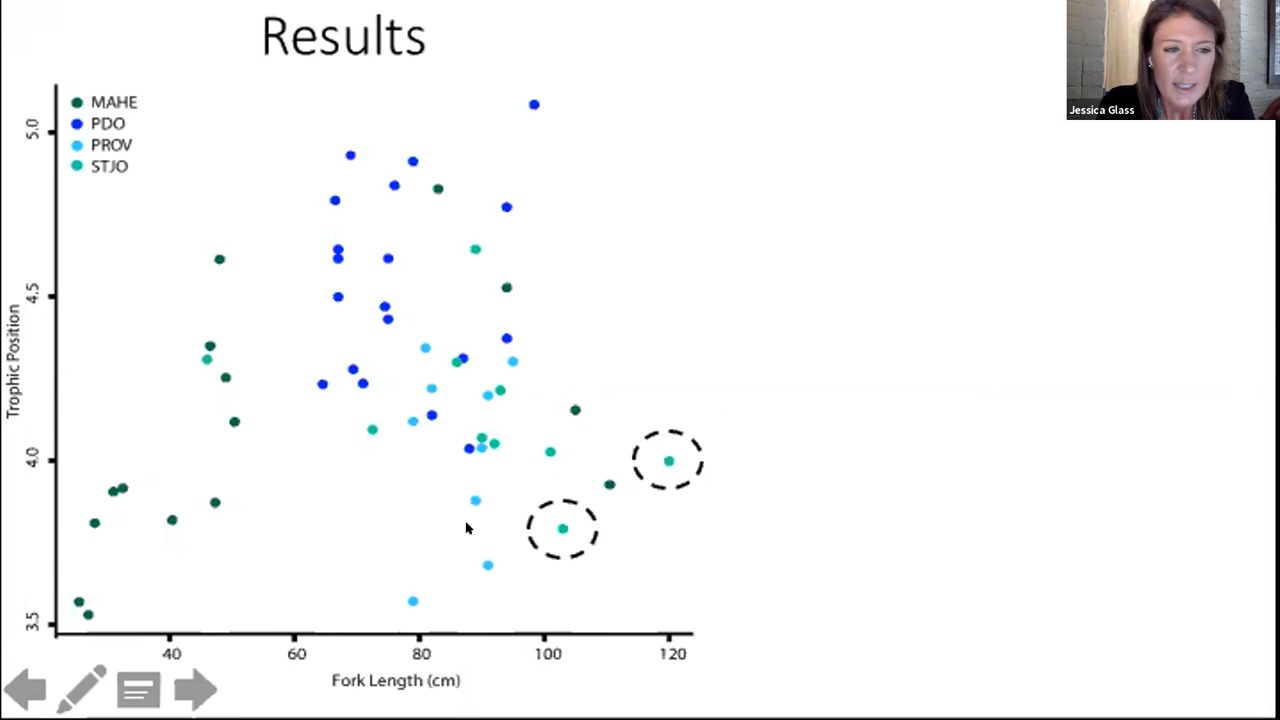 Results
Jessica Glass
MAHE
PDO
PROV
STJO
Trophic Position
5.0
4.5
4.0
3.5
40 60 80 100 120
Fork Length (cm)